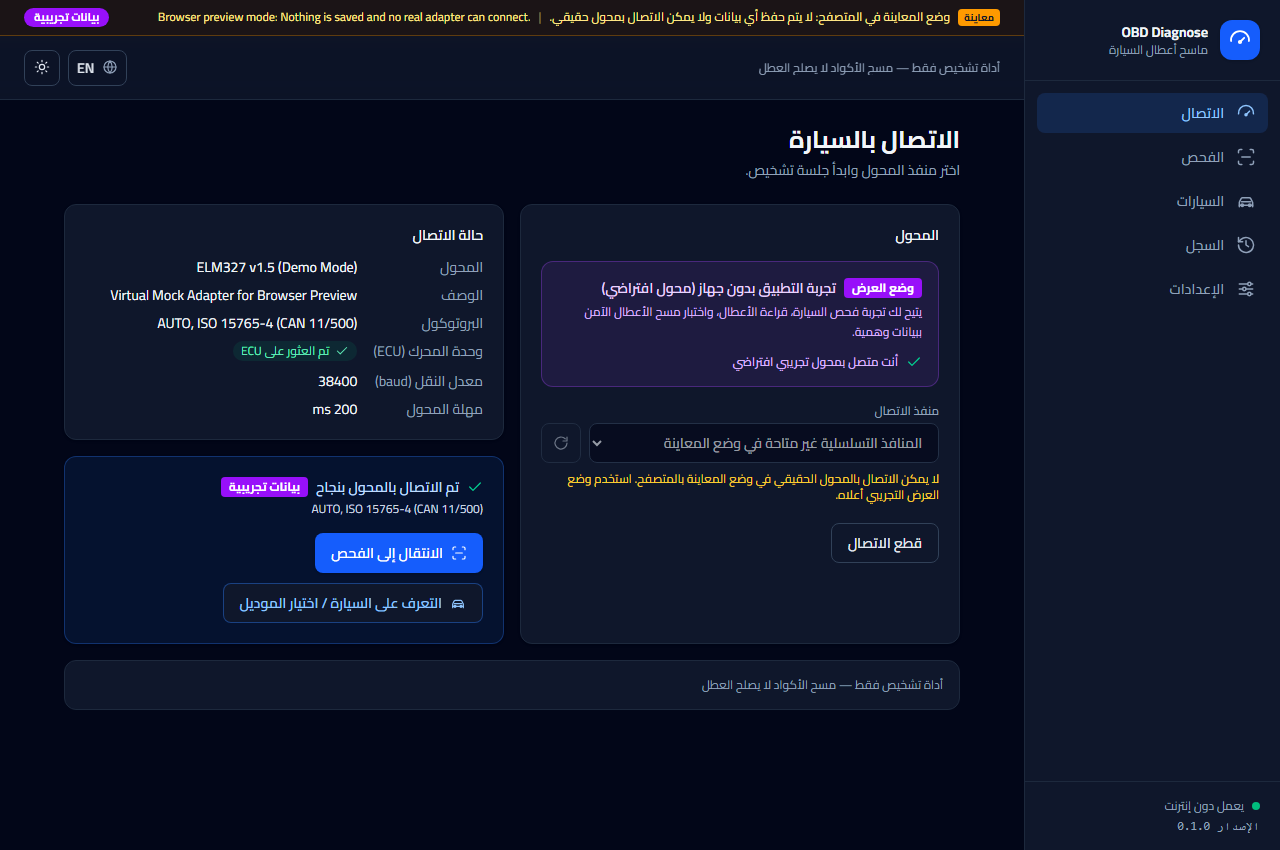 معاينة وضع المعاينة في المتصفح: لا يتم حفظ أي بيانات ولا يمكن الاتصال بمحول حقيقي. | Browser preview mode: Nothing is saved and no real adapter can connect. بيانات تجريبية
OBD Diagnose
ماسح أعطال السيارة
الاتصال
الفحص
السيارات
السجل
الإعدادات
يعمل دون إنترنت
الإصدار 0.1.0
أداة تشخيص فقط — مسح الأكواد لا يصلح العطل
EN
الاتصال بالسيارة
اختر منفذ المحول وابدأ جلسة تشخيص.
المحول
وضع العرض تجربة التطبيق بدون جهاز (محول افتراضي)
يتيح لك تجربة فحص السيارة، قراءة الأعطال، واختبار مسح الأعطال الآمن
ببيانات وهمية.
أنت متصل بمحول تجريبي افتراضي
منفذ الاتصال
المنافذ التسلسلية غير متاحة في وضع المعاينة
لا يمكن الاتصال بالمحول الحقيقي في وضع المعاينة بالمتصفح. استخدم وضع
العرض التجريبي أعلاه.
قطع الاتصال
حالة الاتصال
المحول ELM327 v1.5 (Demo Mode)
الوصف Virtual Mock Adapter for Browser Preview
البروتوكول AUTO, ISO 15765-4 (CAN 11/500)
وحدة المحرك (ECU) تم العثور على ECU
معدل النقل (baud) 38400
مهلة المحول 200 ms
تم الاتصال بالمحول بنجاح بيانات تجريبية
AUTO, ISO 15765-4 (CAN 11/500)
الانتقال إلى الفحص
التعرف على السيارة / اختيار الموديل
أداة تشخيص فقط — مسح الأكواد لا يصلح العطل